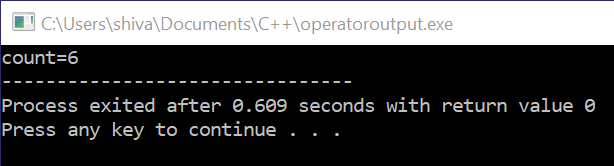 C:\Users\shiva\Documents\C++\operatoroutput.exe
count=6
--------------------------------
Process exited after 0.609 seconds with return value 0
Press any key to continue . . .